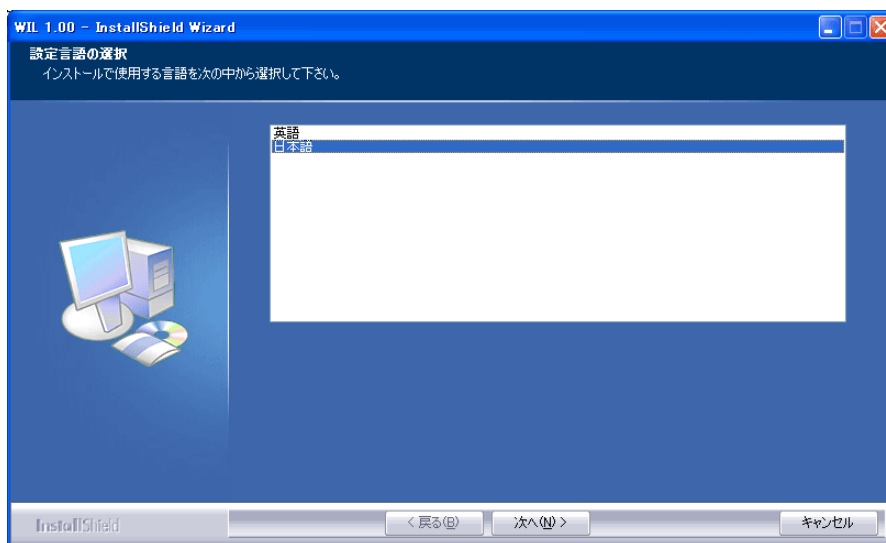 WIL 1.00 - InstallShield Wizard
設定言語の選択
インストールで使用する言語を次の中から選択して下さい。
英語
日本語
InstallShield
< 戻る(B)
次へ(N) >
キャンセル